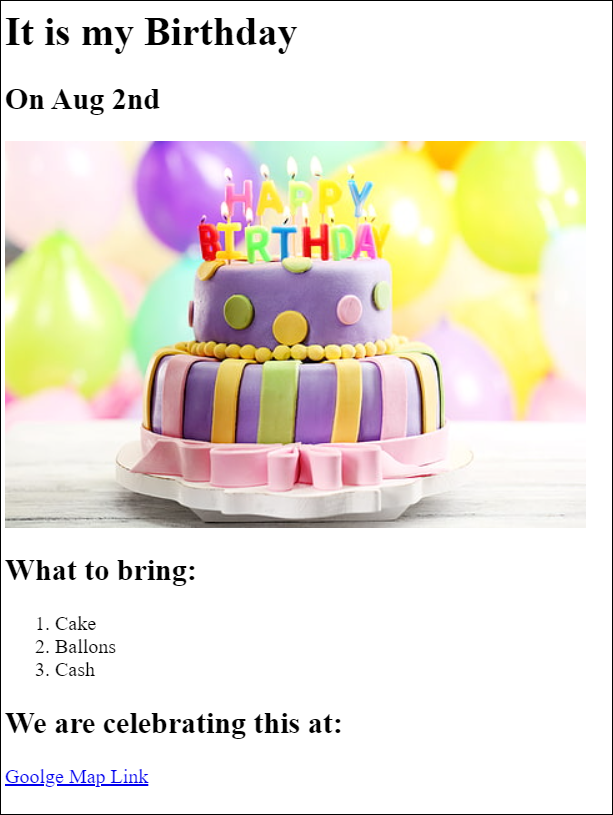 It is my Birthday
On Aug 2nd
HAPPY
BIRTHDAY
What to bring:
1. Cake
2. Ballons
3. Cash
We are celebrating this at:
Goolge Map Link